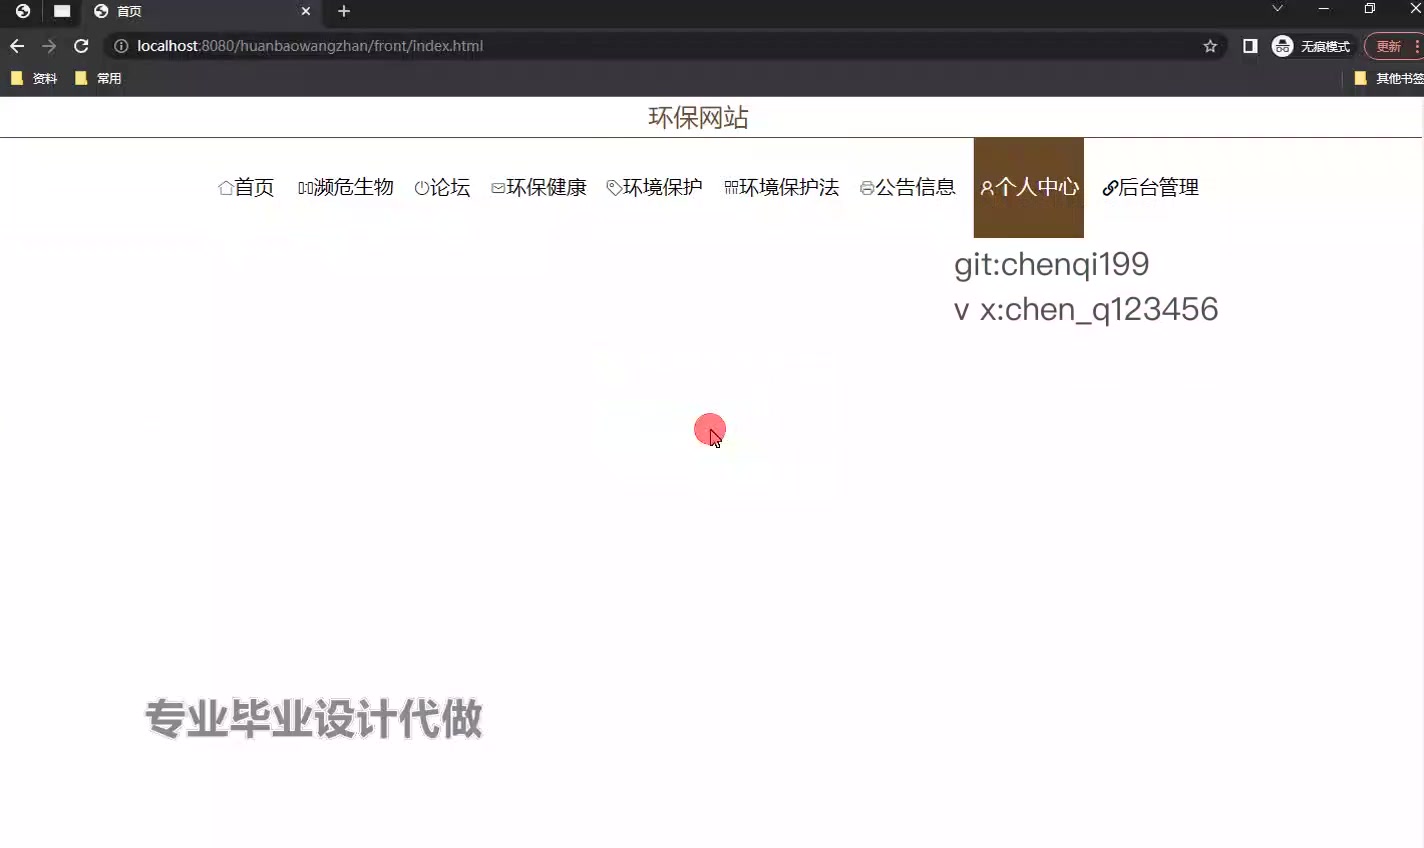 首页
localhost:8080/huanbaowangzhan/front/index.html
无痕模式
更新
资料 常用 其他书签
环保网站
首页 濒危生物 论坛 环保健康 环境保护 环境保护法 公告信息 个人中心 后台管理
git:chenqi199
v x:chen_q123456
专业毕业设计代做